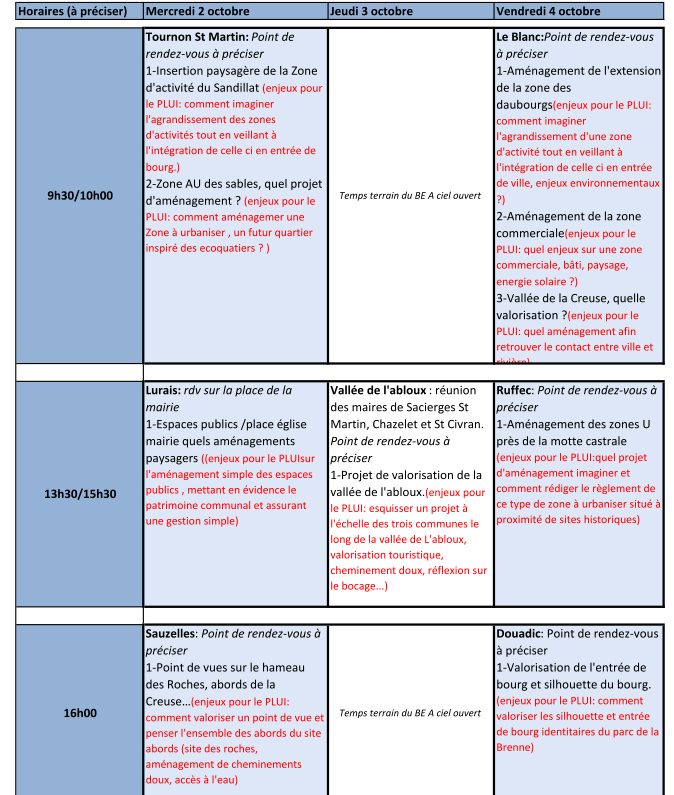 Horaires (à préciser)
Mercredi 2 octobre
Jeudi 3 octobre
Vendredi 4 octobre
9h30/10h00
Tournon St Martin: Point de
rendez-vous à préciser
1-Insertion paysagère de la Zone
d'activité du Sandillat (enjeux pour
le PLUI: comment imaginer
l'agrandissement des zones
d'activités tout en veillant à
l'intégration de celle ci en entrée de
bourg.)
2-Zone AU des sables, quel projet
d'aménagement ? (enjeux pour le
PLUI: comment aménagemer une
Zone à urbaniser , un futur quartier
inspiré des ecoquatiers ? )
Temps terrain du BE A ciel ouvert
Le Blanc:Point de rendez-vous
à préciser
1-Aménagement de l'extension
de la zone des
daubourgs(enjeux pour le PLUI:
comment imaginer
l'agrandissement d'une zone
d'activité tout en veillant à
l'intégration de celle ci en entrée
de ville, enjeux environnementaux
?)
2-Aménagement de la zone
commerciale(enjeux pour le
PLUI: quel enjeux sur une zone
commerciale, bâti, paysage,
energie solaire ?)
3-Vallée de la Creuse, quelle
valorisation ?(enjeux pour le
PLUI: quel aménagement afin
retrouver le contact entre ville et
rivière)
13h30/15h30
Lurais: rdv sur la place de la
mairie
1-Espaces publics /place église
mairie quels aménagements
paysagers ((enjeux pour le PLUIsur
l'aménagement simple des espaces
publics , mettant en évidence le
patrimoine communal et assurant
une gestion simple)
Vallée de l'abloux : réunion
des maires de Sacierges St
Martin, Chazelet et St Civran.
Point de rendez-vous à
préciser
1-Projet de valorisation de la
vallée de l'abloux.(enjeux pour
le PLUI: esquisser un projet à
l'échelle des trois communes le
long de la vallée de L'abloux,
valorisation touristique,
cheminement doux, réflexion sur
le bocage...)
Ruffec: Point de rendez-vous à
préciser
1-Aménagement des zones U
près de la motte castrale
(enjeux pour le PLUI:quel projet
d'aménagement imaginer et
comment rédiger le règlement de
ce type de zone à urbaniser situé à
proximité de sites historiques)
16h00
Sauzelles: Point de rendez-vous à
préciser
1-Point de vues sur le hameau
des Roches, abords de la
Creuse...(enjeux pour le PLUI:
comment valoriser un point de vue et
penser l'ensemble des abords du site
abords (site des roches,
aménagement de cheminements
doux, accès à l'eau)
Temps terrain du BE A ciel ouvert
Douadic: Point de rendez-vous
à préciser
1-Valorisation de l'entrée de
bourg et silhouette du bourg.
(enjeux pour le PLUI: comment
valoriser les silhouette et entrée
de bourg identitaires du parc de la
Brenne)